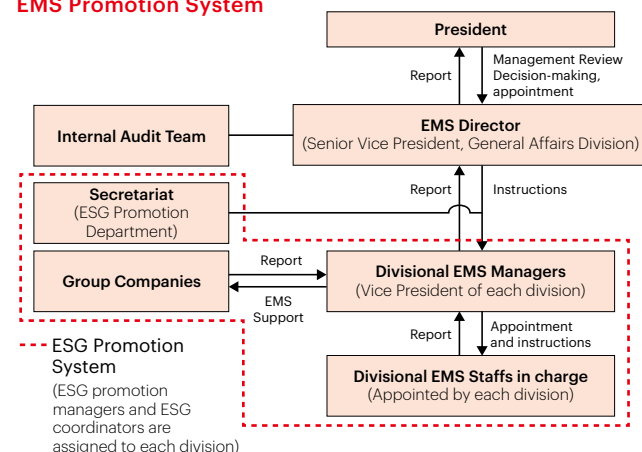 EMS Promotion System
President
Report
Management Review
Decision-making,
appointment
Internal Audit Team
EMS Director
(Senior Vice President, General Affairs Division)
Secretariat
(ESG Promotion
Department)
Report
Instructions
Group Companies
Report
EMS
Support
Divisional EMS Managers
(Vice President of each division)
Report
Appointment
and instructions
Divisional EMS Staffs in charge
(Appointed by each division)
ESG Promotion
System
(ESG promotion
managers and ESG
coordinators are
assigned to each division)